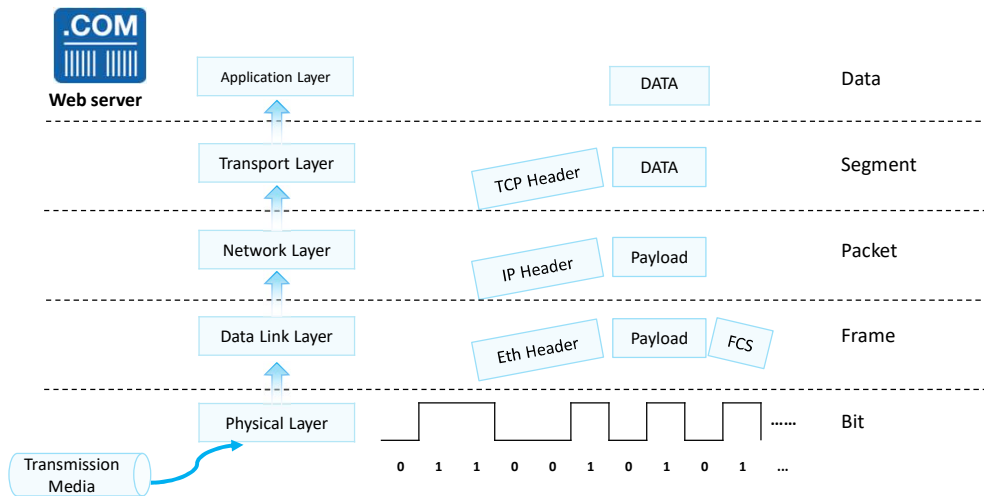 .COM
Web server
Application Layer
DATA
Data
Transport Layer
TCP Header
DATA
Segment
Network Layer
IP Header
Payload
Packet
Data Link Layer
Eth Header
Payload
FCS
Frame
Physical Layer
......
Bit
0 1 1 0 0 1 0 1 0 1 ...
Transmission
Media